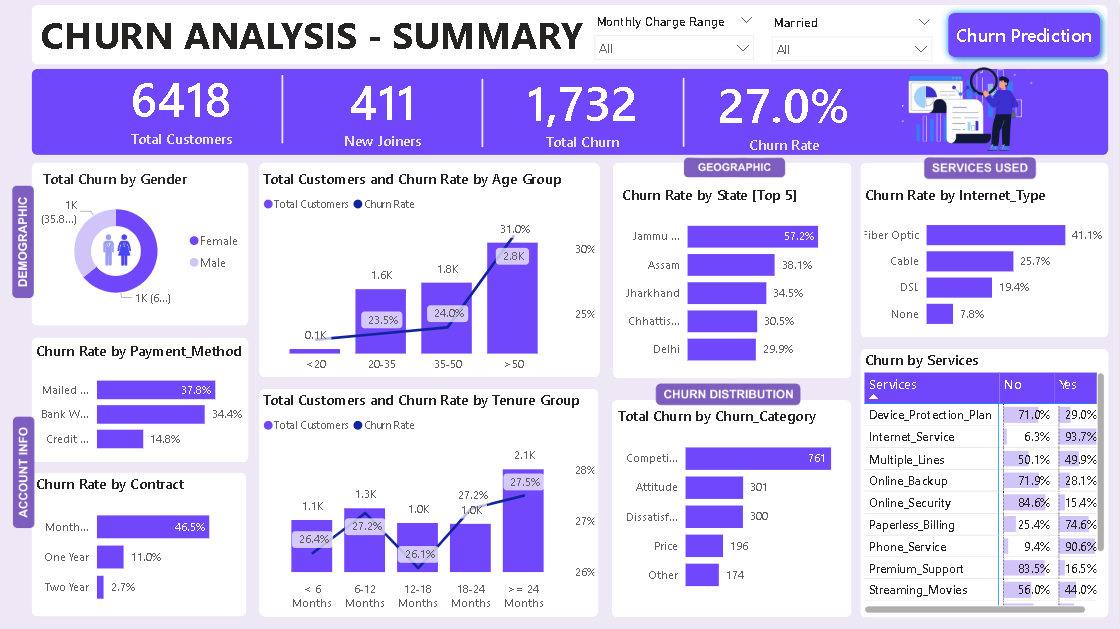 CHURN ANALYSIS - SUMMARY
Monthly Charge Range
All
Married
All
Churn Prediction
6418
Total Customers
411
New Joiners
1,732
Total Churn
27.0%
Churn Rate
DEMOGRAPHIC
Total Churn by Gender
1K
(35.8...)
1K (6...)
Female
Male
Total Customers and Churn Rate by Age Group
Total Customers Churn Rate
0.1K
1.6K
23.5%
1.8K
24.0%
31.0%
2.8K
30%
25%
<20 20-35 35-50 >50
GEOGRAPHIC
Churn Rate by State [Top 5]
Jammu ... 57.2%
Assam 38.1%
Jharkhand 34.5%
Chhattis... 30.5%
Delhi 29.9%
SERVICES USED
Churn Rate by Internet_Type
Fiber Optic 41.1%
Cable 25.7%
DSL 19.4%
None 7.8%
ACCOUNT INFO
Churn Rate by Payment_Method
Mailed ... 37.8%
Bank W... 34.4%
Credit ... 14.8%
Churn Rate by Contract
Month... 46.5%
One Year 11.0%
Two Year 2.7%
Total Customers and Churn Rate by Tenure Group
Total Customers Churn Rate
1.1K
26.4%
1.3K
27.2%
1.0K
26.1%
27.2%
1.0K
2.1K
27.5%
28%
27%
26%
< 6 6-12 12-18 18-24 >= 24
Months Months Months Months Months
CHURN DISTRIBUTION
Total Churn by Churn_Category
Competi... 761
Attitude 301
Dissatisf... 300
Price 196
Other 174
Churn by Services
Services No Yes
Device_Protection_Plan 71.0% 29.0%
Internet_Service 6.3% 93.7%
Multiple_Lines 50.1% 49.9%
Online_Backup 71.9% 28.1%
Online_Security 84.6% 15.4%
Paperless_Billing 25.4% 74.6%
Phone_Service 9.4% 90.6%
Premium_Support 83.5% 16.5%
Streaming_Movies 56.0% 44.0%